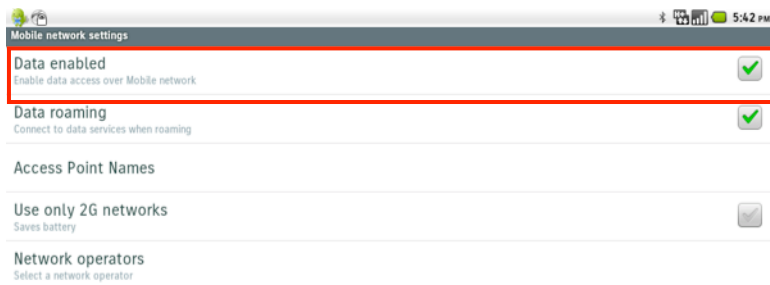 5:42 PM
Mobile network settings
Data enabled
Enable data access over Mobile network
Data roaming
Connect to data services when roaming
Access Point Names
Use only 2G networks
Saves battery
Network operators
Select a network operator